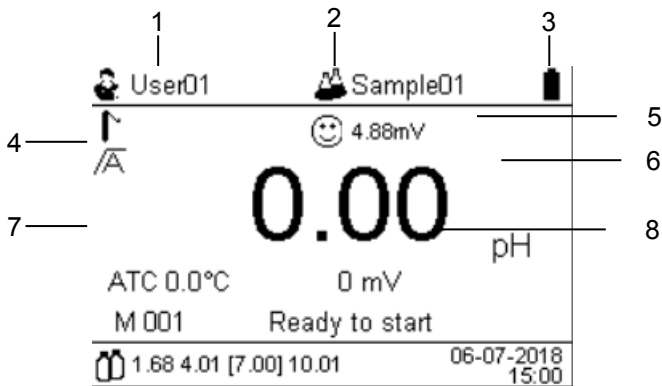 1 2 3
User01 Sample01
4 5
4.88mV
A 6
7 0.00 8
pH
ATC 0.0°C 0 mV
M 001 Ready to start
1.68 4.01 [7.00] 10.01 06-07-2018
15:00